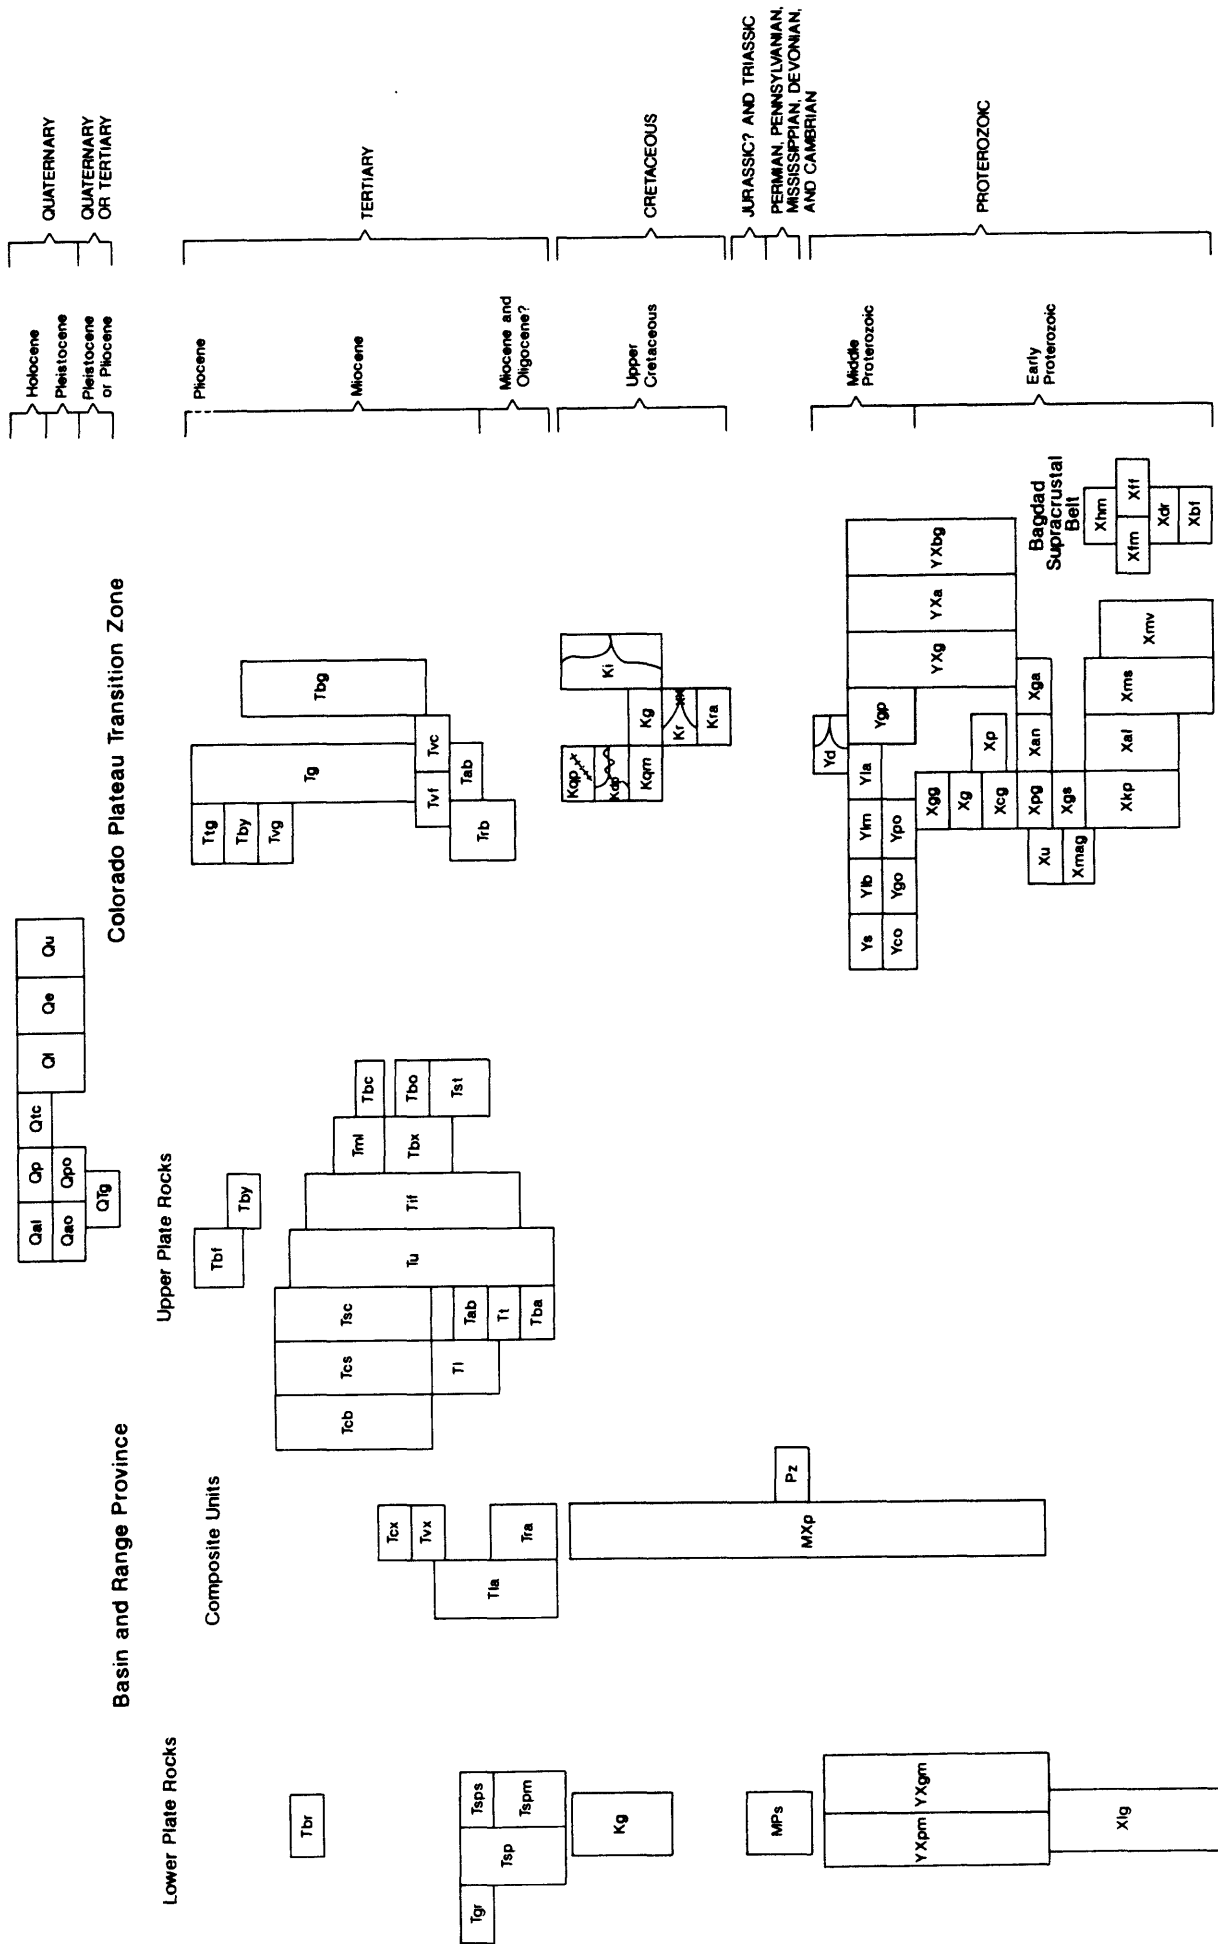 Basin and Range Province
Colorado Plateau Transition Zone
Lower Plate Rocks
Composite Units
Upper Plate Rocks
Qal
Qp
Qtc
Ql
Qe
Qu
Qao
Qpo
QTg
Holocene
Pleistocene
Pleistocene
or Pliocene
QUATERNARY
QUATERNARY
OR TERTIARY
Tbr
Tgr
Tsp
Tsps
Tspm
Kg
MPs
YXpm
YXgm
Xlg
Tcx
Tvx
Tla
Tra
MXp
Pz
Tbf
Tby
Tcb
Tcs
Tsc
Tu
Tif
Tml
Tbc
Tbx
Tbo
Tst
Tl
Tab
Tt
Tba
Ttg
Tby
Tvg
Tg
Tbg
Tvf
Tvc
Trb
Tab
Pliocene
Miocene
Miocene and
Oligocene?
TERTIARY
Kqp
Kqm
Kg
Ki
Kr
Kra
Upper
Cretaceous
CRETACEOUS
JURASSIC? AND TRIASSIC
PERMIAN, PENNSYLVANIAN,
MISSISSIPPIAN, DEVONIAN,
AND CAMBRIAN
Yd
Ys
Ylb
Ylm
Yla
Ygp
Yco
Ygo
Ypo
YXg
YXa
YXbg
Xgg
Xg
Xcg
Xp
Xpg
Xan
Xga
Xu
Xgs
Xmag
Xkp
Xal
Xms
Xmv
Bagdad
Supracrustal
Belt
Xhm
Xfm
Xff
Xdr
Xbf
Middle
Proterozoic
Early
Proterozoic
PROTEROZOIC